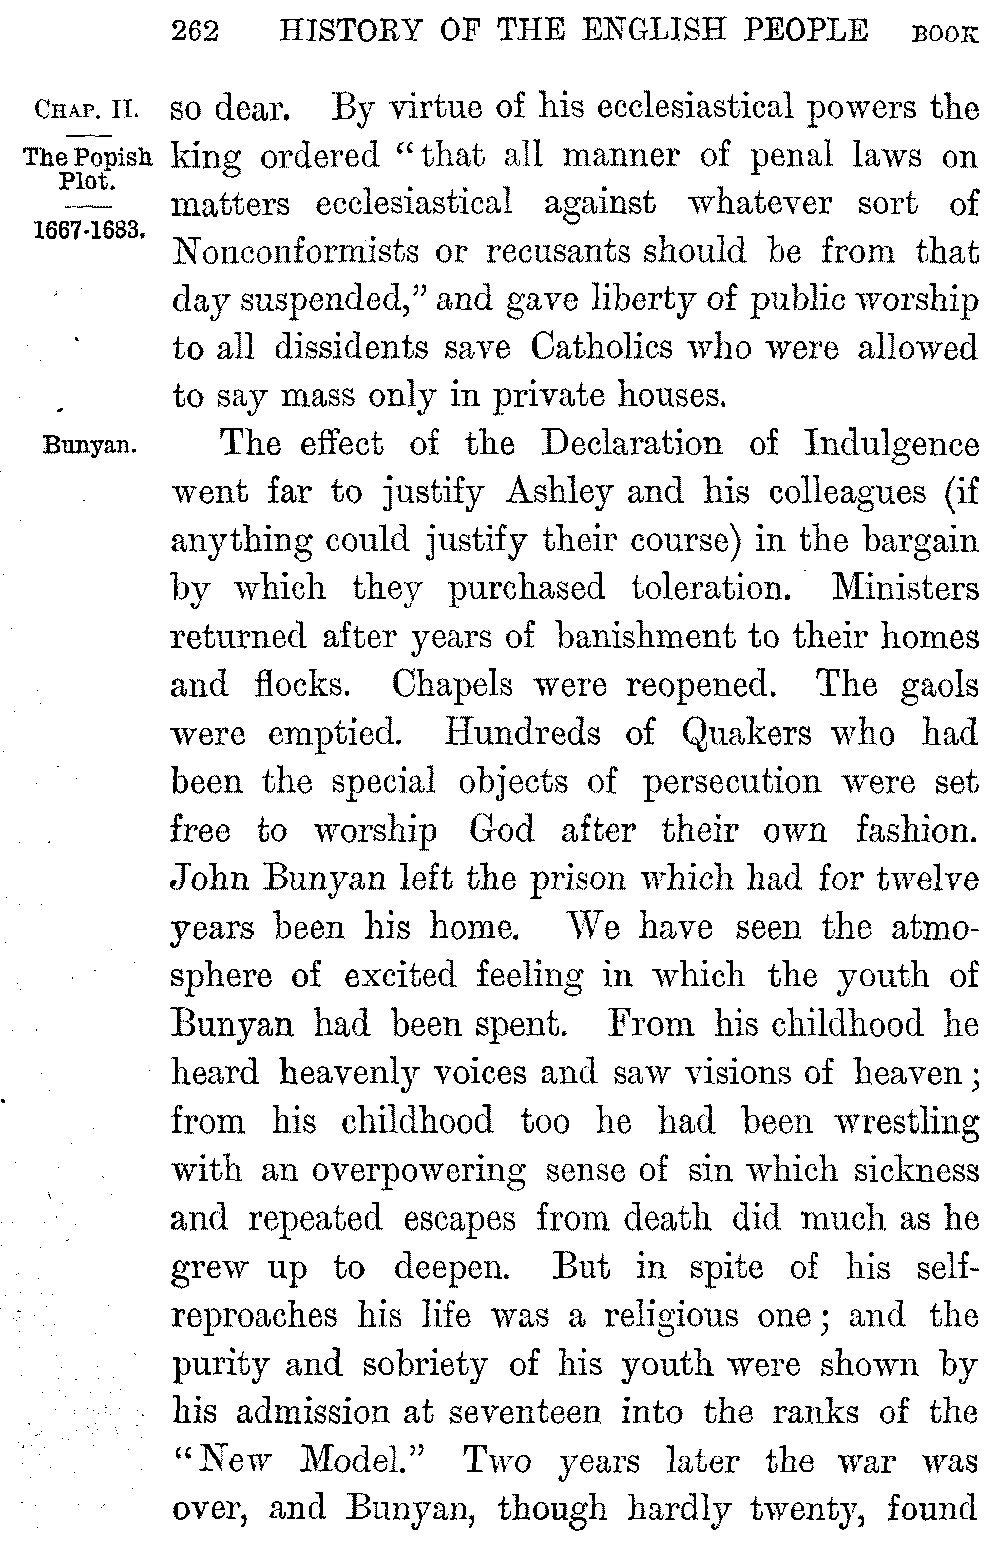 262 HISTORY OF THE ENGLISH PEOPLE BOOK
CHAP. II.
The Popish
Plot.
1667-1683.
so dear. By virtue of his ecclesiastical powers the
king ordered "that all manner of penal laws on
matters ecclesiastical against whatever sort of
Nonconformists or recusants should be from that
day suspended," and gave liberty of public worship
to all dissidents save Catholics who were allowed
to say mass only in private houses.
Bunyan.
The effect of the Declaration of Indulgence
went far to justify Ashley and his colleagues (if
anything could justify their course) in the bargain
by which they purchased toleration. Ministers
returned after years of banishment to their homes
and flocks. Chapels were reopened. The gaols
were emptied. Hundreds of Quakers who had
been the special objects of persecution were set
free to worship God after their own fashion.
John Bunyan left the prison which had for twelve
years been his home. We have seen the atmo-
sphere of excited feeling in which the youth of
Bunyan had been spent. From his childhood he
heard heavenly voices and saw visions of heaven;
from his childhood too he had been wrestling
with an overpowering sense of sin which sickness
and repeated escapes from death did much as he
grew up to deepen. But in spite of his self-
reproaches his life was a religious one; and the
purity and sobriety of his youth were shown by
his admission at seventeen into the ranks of the
"New Model." Two years later the war was
over, and Bunyan, though hardly twenty, found